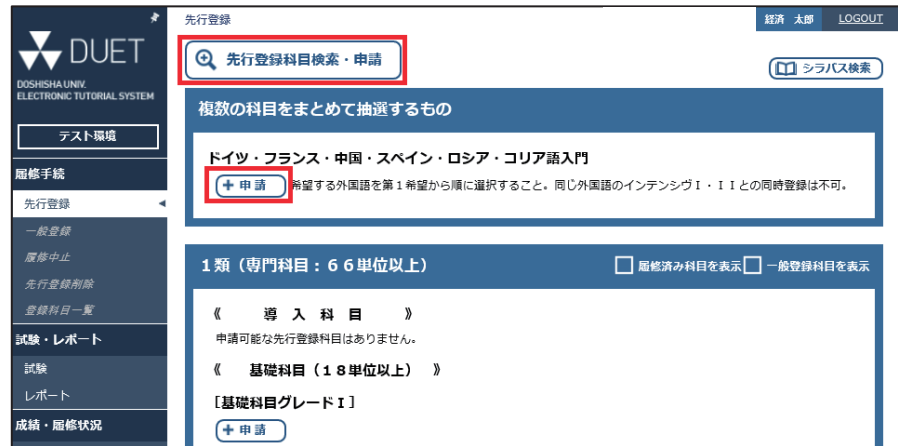 DUET
DOSHISHA UNIV.
ELECTRONIC TUTORIAL SYSTEM
テスト環境
履修手続
先行登録
一般登録
履修中止
先行登録削除
登録科目一覧
試験・レポート
試験
レポート
成績・履修状況
先行登録
経済 太郎
LOGOUT
先行登録科目検索・申請
シラバス検索
複数の科目をまとめて抽選するもの
ドイツ・フランス・中国・スペイン・ロシア・コリア語入門
+ 申 請 希望する外国語を第1希望から順に選択すること。同じ外国語のインテンシヴI・IIとの同時登録は不可。
1類(専門科目:66単位以上) 履修済み科目を表示 一般登録科目を表示
《 導 入 科 目 》
申請可能な先行登録科目はありません。
《 基礎科目(18単位以上) 》
[基礎科目グレードI]
+ 申 請